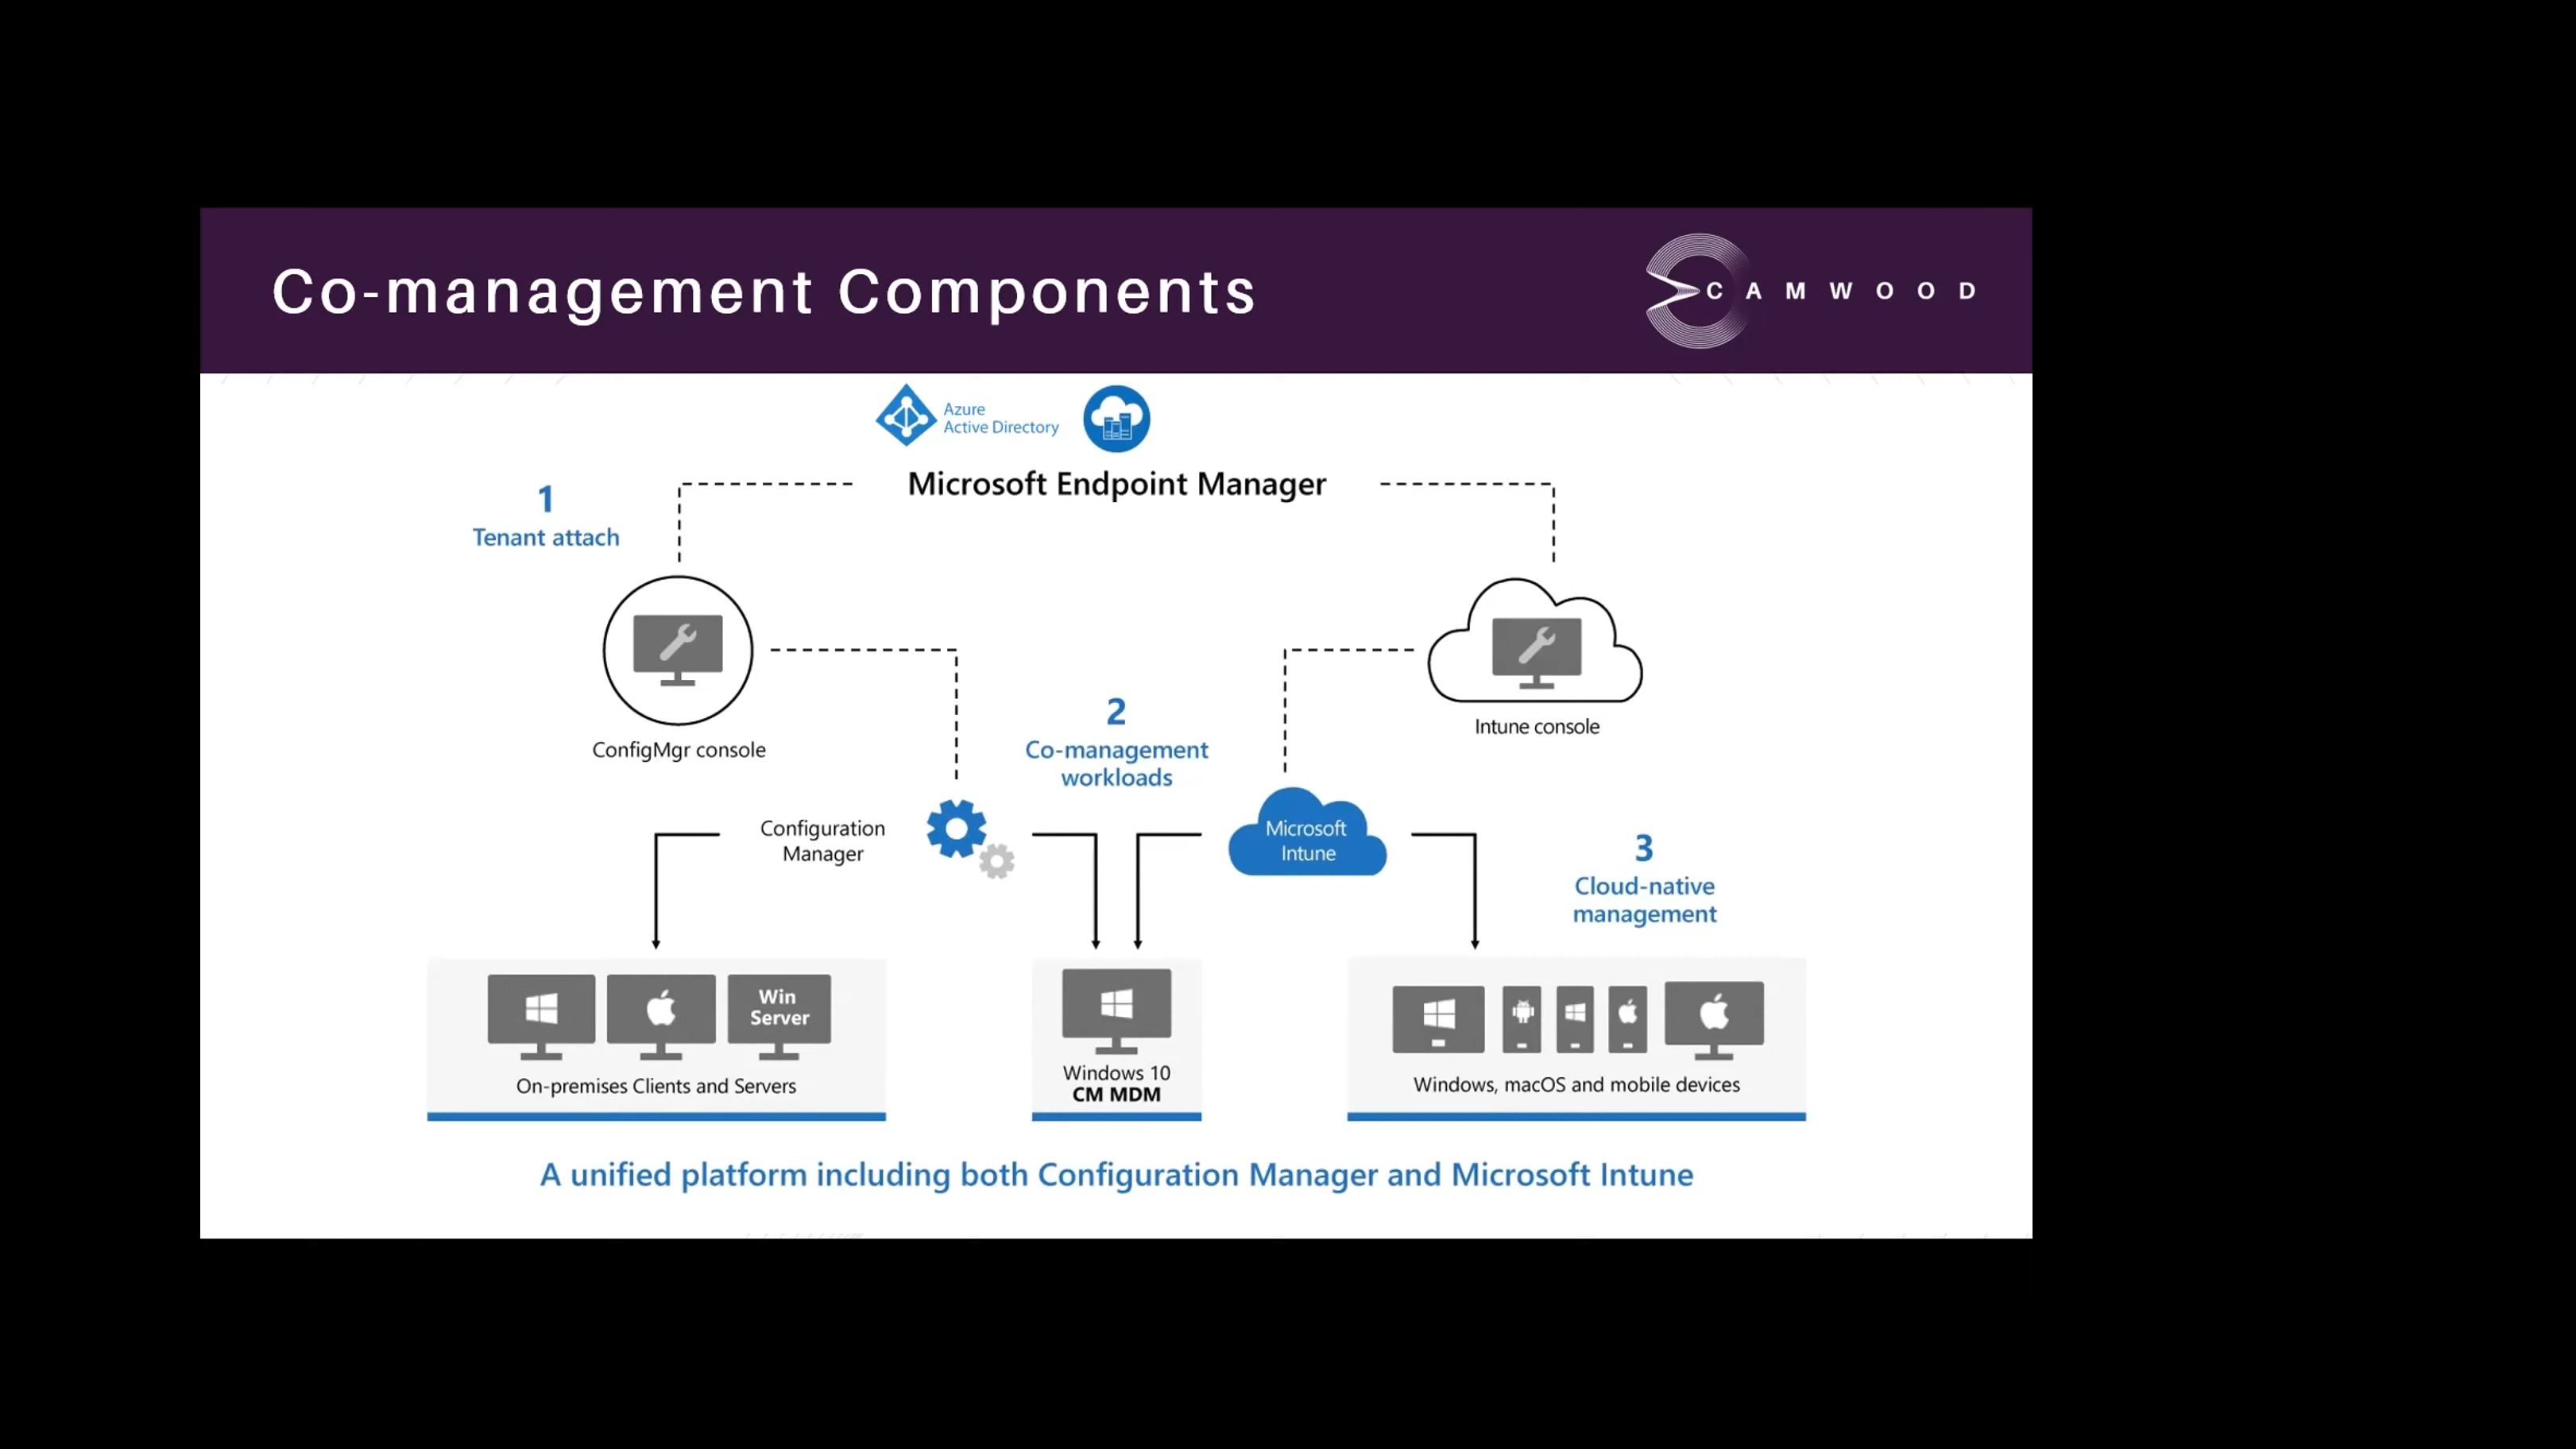 Co-management Components
CAMWOOD
Azure
Active Directory
Microsoft Endpoint Manager
1
Tenant attach
ConfigMgr console
Intune console
2
Co-management
workloads
Configuration
Manager
Microsoft
Intune
3
Cloud-native
management
Win
Server
On-premises Clients and Servers
Windows 10
CM MDM
Windows, macOS and mobile devices
A unified platform including both Configuration Manager and Microsoft Intune